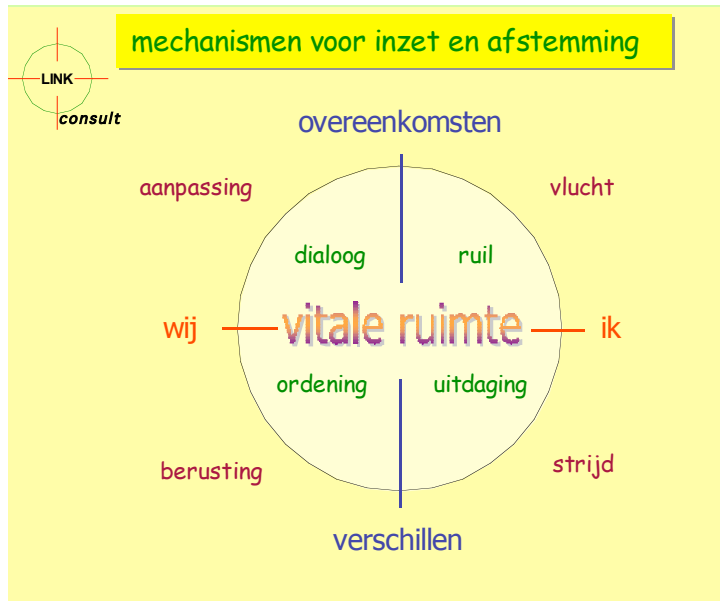 mechanismen voor inzet en afstemming
LINK
consult
overeenkomsten
aanpassing
vlucht
dialoog
ruil
wij
vitale ruimte
ik
ordening
uitdaging
berusting
strijd
verschillen